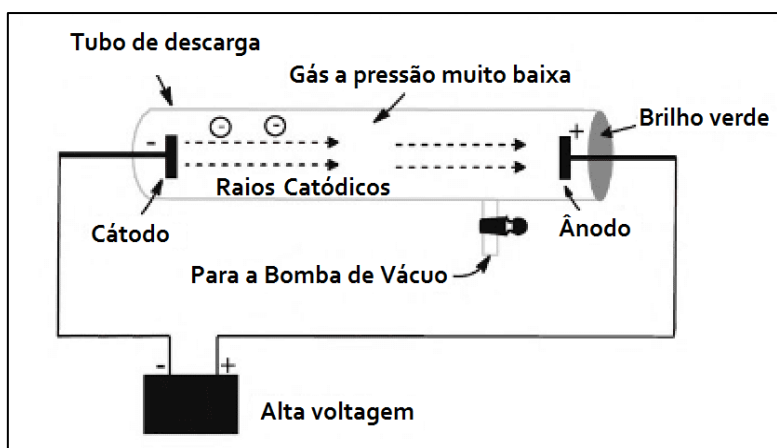 Tubo de descarga
Gás a pressão muito baixa
Brilho verde
- - - +
Raios Catódicos
Cátodo
Ânodo
Para a Bomba de Vácuo
- +
Alta voltagem